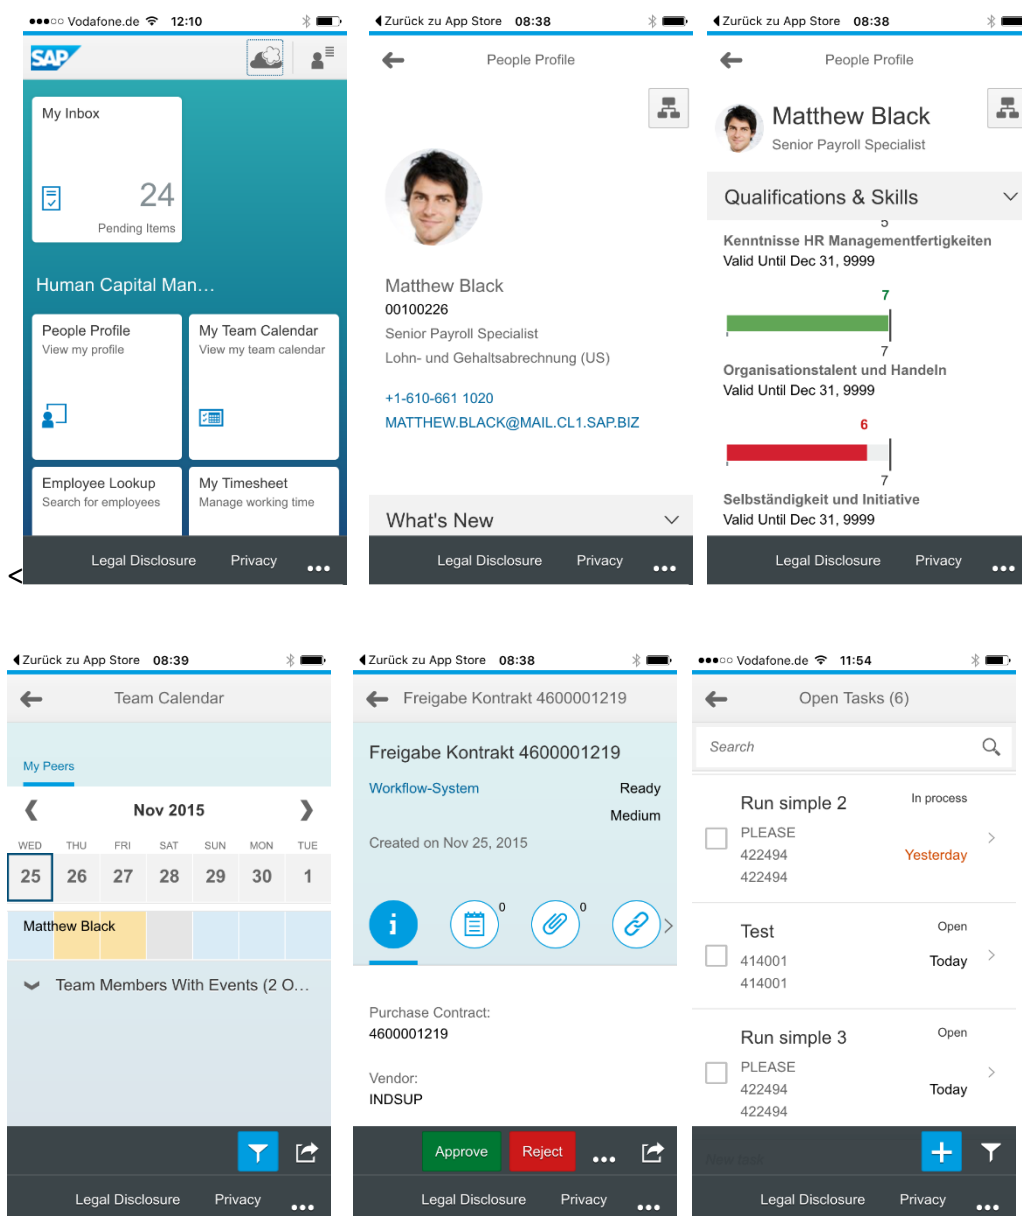 Vodafone.de 12:10
SAP
My Inbox
24
Pending Items
Human Capital Man...
People Profile
View my profile
My Team Calendar
View my team calendar
Employee Lookup
Search for employees
My Timesheet
Manage working time
Legal Disclosure Privacy ...
<
Zurück zu App Store 08:38
People Profile
Matthew Black
00100226
Senior Payroll Specialist
Lohn- und Gehaltsabrechnung (US)
+1-610-661 1020
MATTHEW.BLACK@MAIL.CL1.SAP.BIZ
What's New
Legal Disclosure Privacy ...
Zurück zu App Store 08:38
People Profile
Matthew Black
Senior Payroll Specialist
Qualifications & Skills
Kenntnisse HR Managementfertigkeiten
Valid Until Dec 31, 9999
7
7
Organisationstalent und Handeln
Valid Until Dec 31, 9999
6
7
Selbständigkeit und Initiative
Valid Until Dec 31, 9999
Legal Disclosure Privacy ...
Zurück zu App Store 08:39
Team Calendar
My Peers
Nov 2015
WED THU FRI SAT SUN MON TUE
25 26 27 28 29 30 1
Matthew Black
Team Members With Events (2 O...
Legal Disclosure Privacy ...
Zurück zu App Store 08:38
Freigabe Kontrakt 4600001219
Freigabe Kontrakt 4600001219
Workflow-System Ready
Medium
Created on Nov 25, 2015
i 0 0
Purchase Contract:
4600001219
Vendor:
INDSUP
Approve Reject ...
Legal Disclosure Privacy ...
Vodafone.de 11:54
Open Tasks (6)
Search
Run simple 2 In process
PLEASE
422494 Yesterday
422494
Test Open
414001 Today
414001
Run simple 3 Open
PLEASE
422494 Today
422494
Legal Disclosure Privacy ...